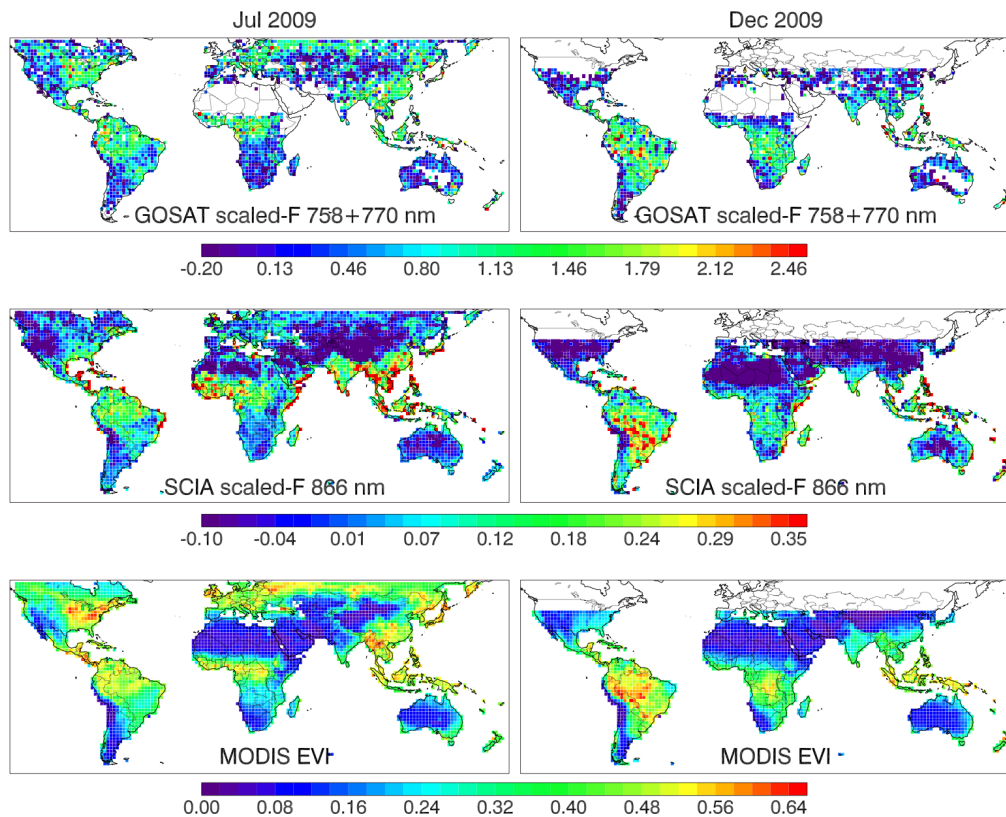 Jul 2009 Dec 2009
GOSAT scaled-F 758+770 nm GOSAT scaled-F 758+770 nm
-0.20 0.13 0.46 0.80 1.13 1.46 1.79 2.12 2.46
SCIA scaled-F 866 nm SCIA scaled-F 866 nm
-0.10 -0.04 0.01 0.07 0.12 0.18 0.24 0.29 0.35
MODIS EVI MODIS EVI
0.00 0.08 0.16 0.24 0.32 0.40 0.48 0.56 0.64